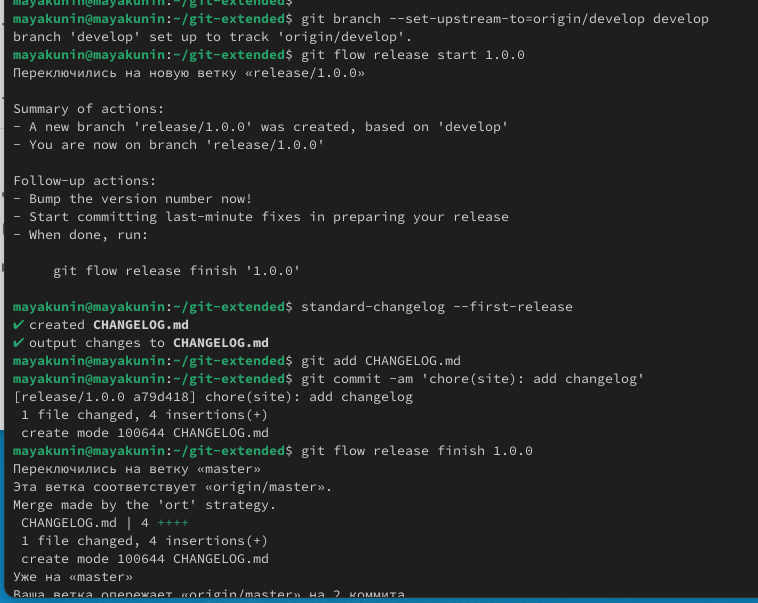 mayakunin@mayakunin:~/git-extended$
mayakunin@mayakunin:~/git-extended$ git branch --set-upstream-to=origin/develop develop
branch 'develop' set up to track 'origin/develop'.
mayakunin@mayakunin:~/git-extended$ git flow release start 1.0.0
Переключились на новую ветку «release/1.0.0»
Summary of actions:
- A new branch 'release/1.0.0' was created, based on 'develop'
- You are now on branch 'release/1.0.0'
Follow-up actions:
- Bump the version number now!
- Start committing last-minute fixes in preparing your release
- When done, run:
git flow release finish '1.0.0'
mayakunin@mayakunin:~/git-extended$ standard-changelog --first-release
✔ created CHANGELOG.md
✔ output changes to CHANGELOG.md
mayakunin@mayakunin:~/git-extended$ git add CHANGELOG.md
mayakunin@mayakunin:~/git-extended$ git commit -am 'chore(site): add changelog'
[release/1.0.0 a79d418] chore(site): add changelog
1 file changed, 4 insertions(+)
create mode 100644 CHANGELOG.md
mayakunin@mayakunin:~/git-extended$ git flow release finish 1.0.0
Переключились на ветку «master»
Эта ветка соответствует «origin/master».
Merge made by the 'ort' strategy.
CHANGELOG.md | 4 ++++
1 file changed, 4 insertions(+)
create mode 100644 CHANGELOG.md
Уже на «master»
Ваша ветка опережает «origin/master» на 2 коммита